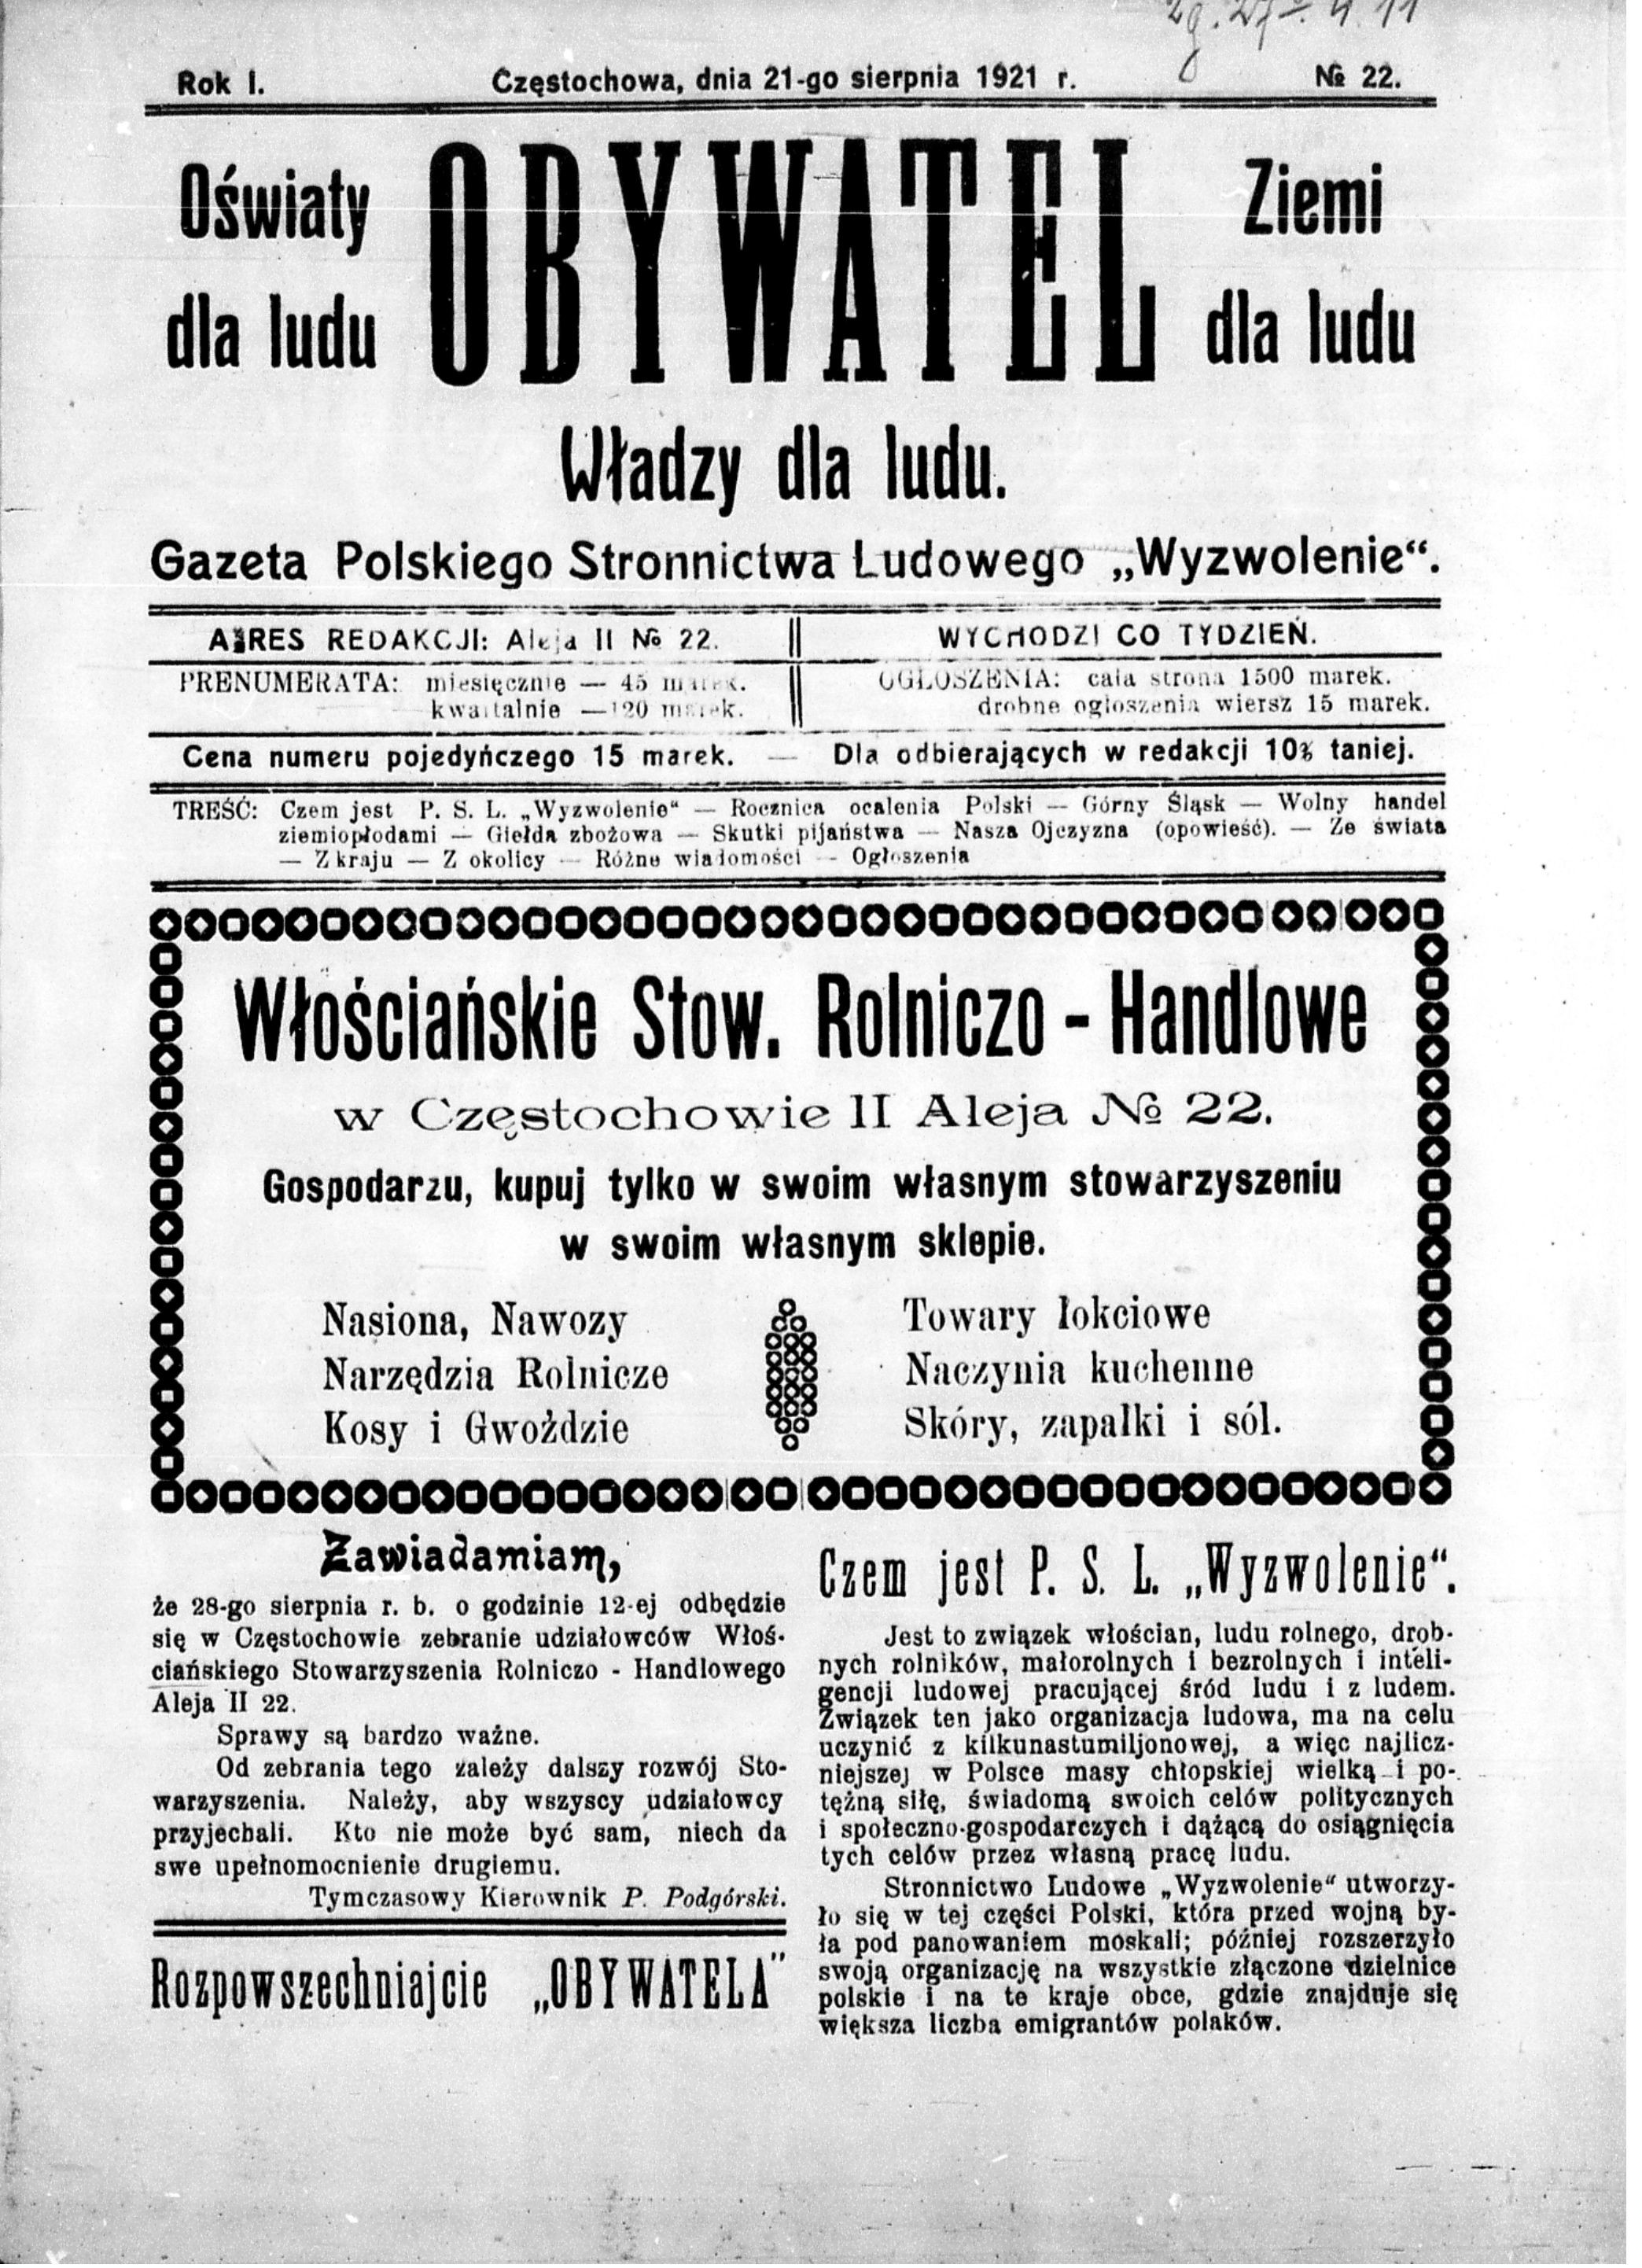 Rok I. Częstochowa, dnia 21-go sierpnia 1921 r. № 22.
Oświaty
dla ludu
OBYWATEL
Ziemi
dla ludu
Władzy dla ludu.
Gazeta Polskiego Stronnictwa Ludowego „Wyzwolenie“.
REDAKCJI: Aleja II № 22.
PRENUMERATA: miesięcznie — 45 marek.
kwartalnie — 120 marek.
WYCHODZI CO TYDZIEŃ.
OGŁOSZENIA: cała strona 1500 marek.
drobne ogłoszenia wiersz 15 marek.
Cena numeru pojedyńczego 15 marek. — Dla odbierających w redakcji 10% taniej.
TREŚĆ: Czem jest P. S. L. „Wyzwolenie“ — Rocznica ocalenia Polski — Górny Śląsk — Wolny handel
ziemiopłodami — Giełda zbożowa — Skutki pijaństwa — Nasza Ojczyzna (opowieść). — Ze świata
— Z kraju — Z okolicy — Różne wiadomości — Ogłoszenia
Włościańskie Stow. Rolniczo - Handlowe
w Częstochowie II Aleja № 22.
Gospodarzu, kupuj tylko w swoim własnym stowarzyszeniu
w swoim własnym sklepie.
Nasiona, Nawozy
Narzędzia Rolnicze
Kosy i Gwoździe
Towary łokciowe
Naczynia kuchenne
Skóry, zapałki i sól.
Zawiadamiam,
że 28-go sierpnia r. b. o godzinie 12-ej odbędzie
się w Częstochowie zebranie udziałowców Włoś-
ciańskiego Stowarzyszenia Rolniczo - Handlowego
Aleja II 22.
Sprawy są bardzo ważne.
Od zebrania tego zależy dalszy rozwój Sto-
warzyszenia. Należy, aby wszyscy udziałowcy
przyjechali. Kto nie może być sam, niech da
swe upełnomocnienie drugiemu.
Tymczasowy Kierownik P. Podgórski.
Rozpowszechniajcie „OBYWATELA"
Czem jest P. S. L. „Wyzwolenie“.
Jest to związek włościan, ludu rolnego, drob-
nych rolników, małorolnych i bezrolnych i inteli-
gencji ludowej pracującej śród ludu i z ludem.
Związek ten jako organizacja ludowa, ma na celu
uczynić z kilkunastumiljonowej, a więc najlicz-
niejszej w Polsce masy chłopskiej wielką i po-
tężną siłę, świadomą swoich celów politycznych
i społeczno-gospodarczych i dążącą do osiągnięcia
tych celów przez własną pracę ludu.
Stronnictwo Ludowe „Wyzwolenie“ utworzy-
ło się w tej części Polski, która przed wojną by-
ła pod panowaniem moskali; później rozszerzyło
swoją organizację na wszystkie złączone dzielnice
polskie i na te kraje obce, gdzie znajduje się
większa liczba emigrantów polaków.